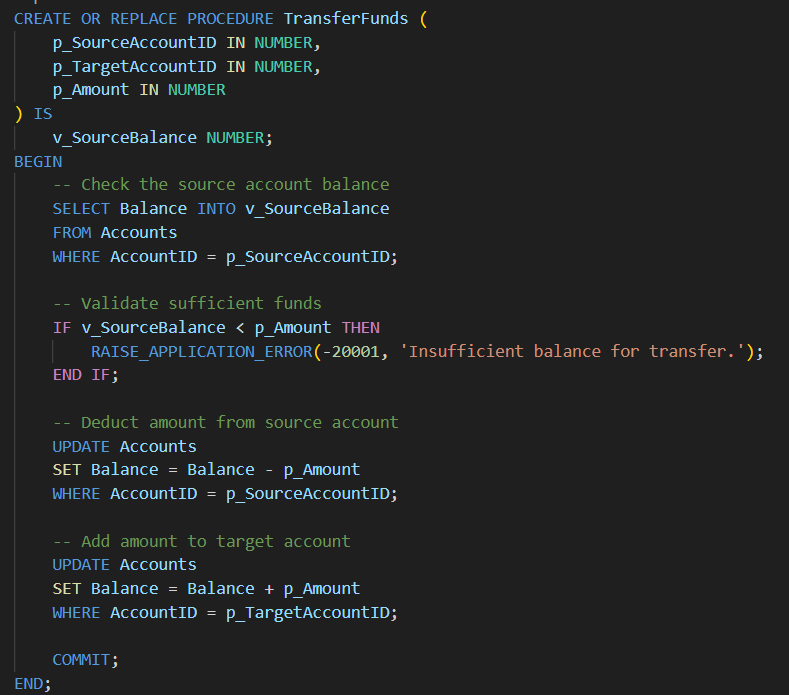 CREATE OR REPLACE PROCEDURE TransferFunds (
    p_SourceAccountID IN NUMBER,
    p_TargetAccountID IN NUMBER,
    p_Amount IN NUMBER
) IS
    v_SourceBalance NUMBER;
BEGIN
    -- Check the source account balance
    SELECT Balance INTO v_SourceBalance
    FROM Accounts
    WHERE AccountID = p_SourceAccountID;

    -- Validate sufficient funds
    IF v_SourceBalance < p_Amount THEN
        RAISE_APPLICATION_ERROR(-20001, 'Insufficient balance for transfer.');
    END IF;

    -- Deduct amount from source account
    UPDATE Accounts
    SET Balance = Balance - p_Amount
    WHERE AccountID = p_SourceAccountID;

    -- Add amount to target account
    UPDATE Accounts
    SET Balance = Balance + p_Amount
    WHERE AccountID = p_TargetAccountID;

    COMMIT;
END;